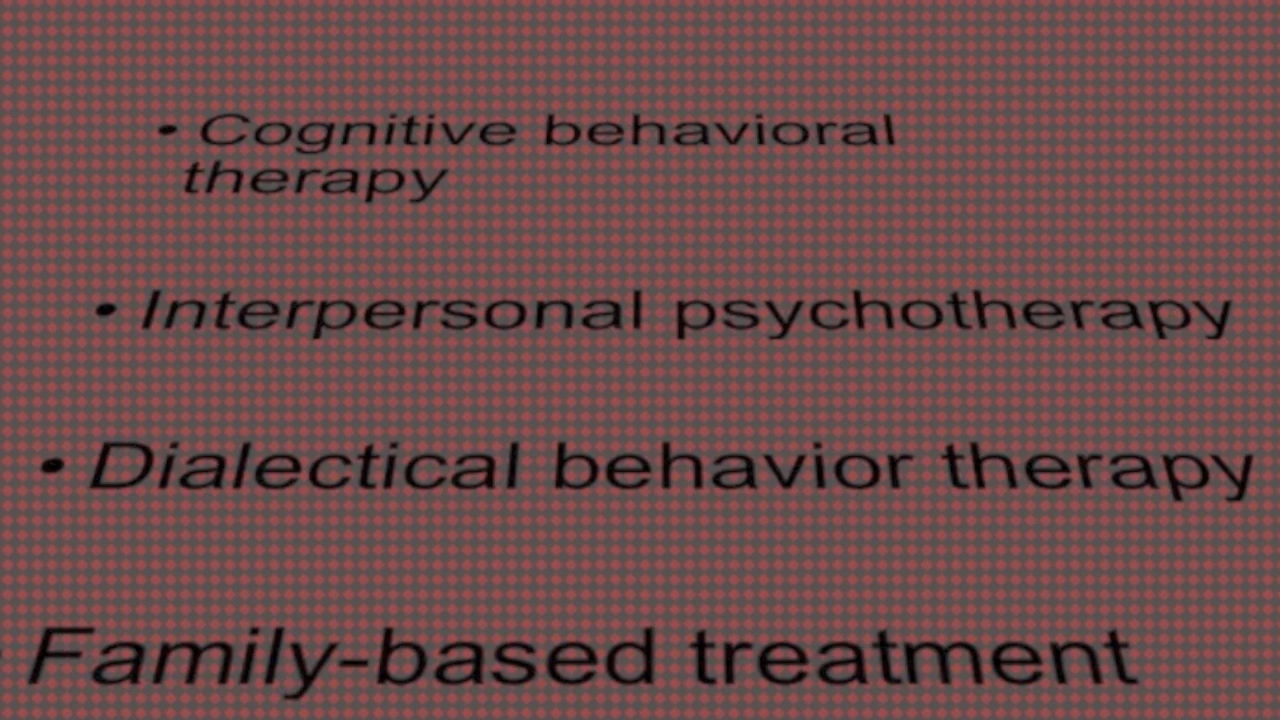 • Cognitive behavioral
therapy
• Interpersonal psychotherapy
• Dialectical behavior therapy
Family-based treatment